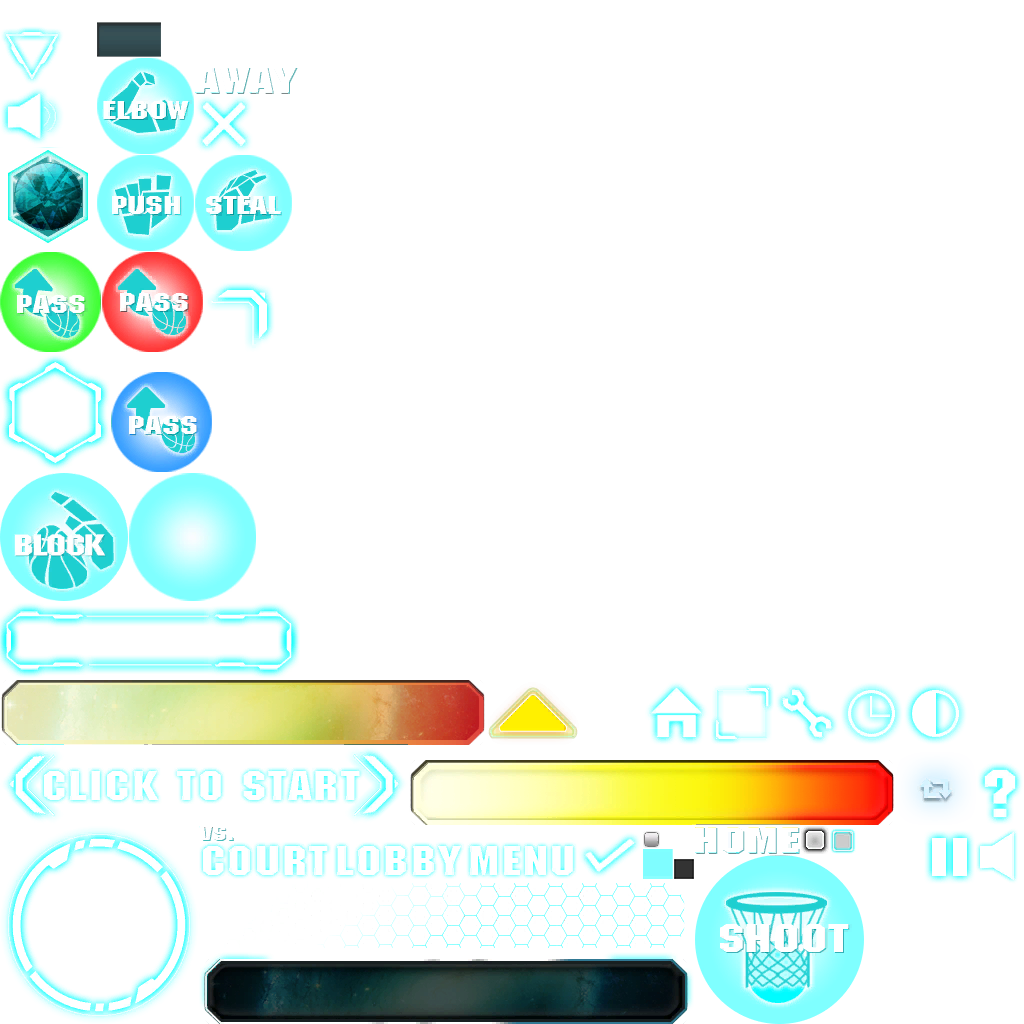 AWAY
ELBOW
PUSH
STEAL
PASS
PASS
PASS
BLOCK
CLICK TO START
?
VS.
COURT LOBBY MENU
HOME
SHOOT